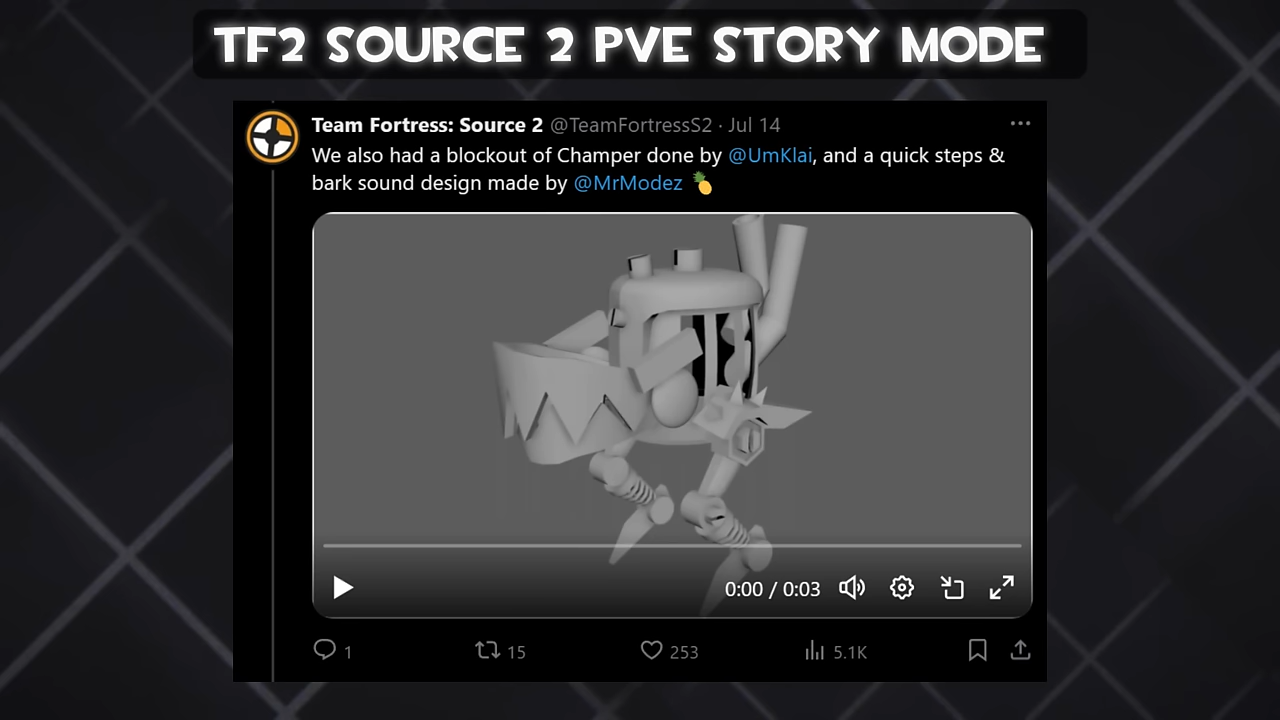 TF2 SOURCE 2 PVE STORY MODE
Team Fortress: Source 2 @TeamFortressS2 · Jul 14
We also had a blockout of Champer done by @UmKlai, and a quick steps &
bark sound design made by @MrModez 🍍
0:00 / 0:03
1 15 253 5.1K